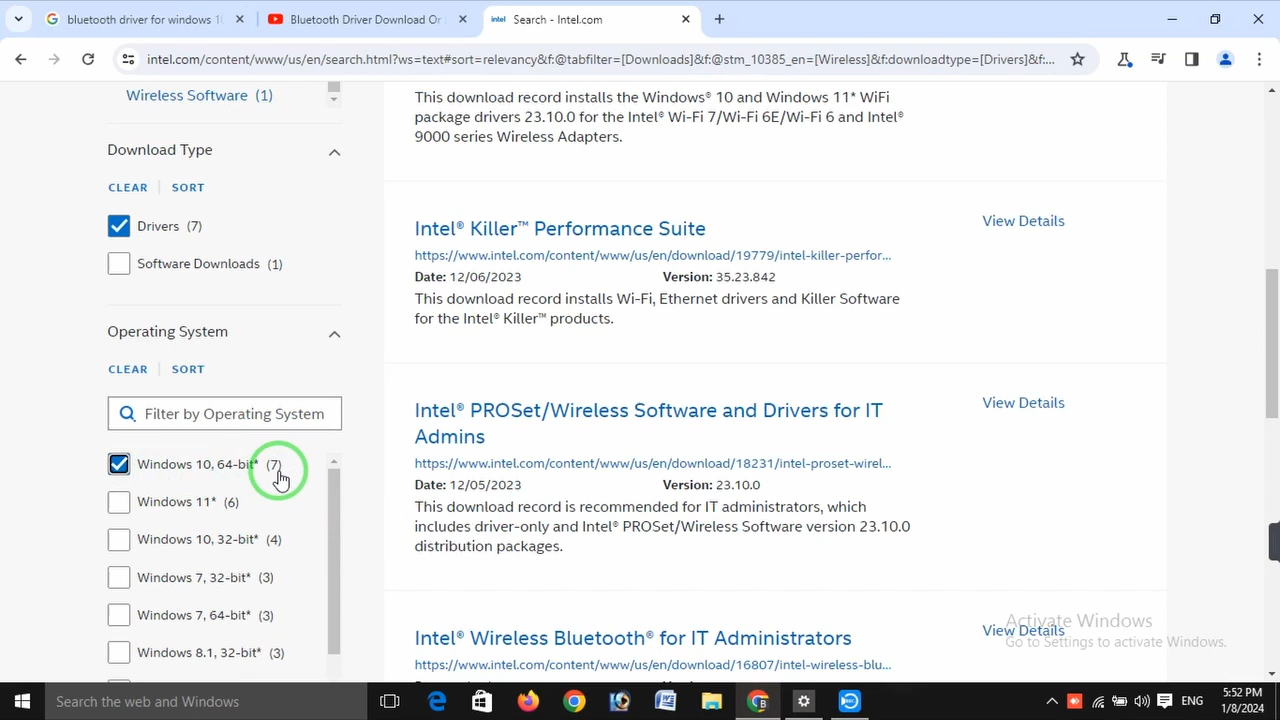 bluetooth driver for windows 1
Bluetooth Driver Download Or
intel Search - Intel.com
intel.com/content/www/us/en/search.html?ws=text#sort=relevancy&f:@tabfilter=[Downloads]&f:@stm_10385_en=[Wireless]&f:downloadtype=[Drivers]&f:...
Wireless Software (1)
Download Type
CLEAR SORT
Drivers (7)
Software Downloads (1)
Operating System
CLEAR SORT
Filter by Operating System
Windows 10, 64-bit* (7)
Windows 11* (6)
Windows 10, 32-bit* (4)
Windows 7, 32-bit* (3)
Windows 7, 64-bit* (3)
Windows 8.1, 32-bit* (3)
This download record installs the Windows® 10 and Windows 11* WiFi
package drivers 23.10.0 for the Intel® Wi-Fi 7/Wi-Fi 6E/Wi-Fi 6 and Intel®
9000 series Wireless Adapters.
Intel® Killer™ Performance Suite
View Details
https://www.intel.com/content/www/us/en/download/19779/intel-killer-perfor...
Date: 12/06/2023 Version: 35.23.842
This download record installs Wi-Fi, Ethernet drivers and Killer Software
for the Intel® Killer™ products.
Intel® PROSet/Wireless Software and Drivers for IT
Admins
View Details
https://www.intel.com/content/www/us/en/download/18231/intel-proset-wirel...
Date: 12/05/2023 Version: 23.10.0
This download record is recommended for IT administrators, which
includes driver-only and Intel® PROSet/Wireless Software version 23.10.0
distribution packages.
Intel® Wireless Bluetooth® for IT Administrators
View Details
https://www.intel.com/content/www/us/en/download/16807/intel-wireless-blu...
Activate Windows
Go to Settings to activate Windows.
Search the web and Windows
ENG
5:52 PM
1/8/2024